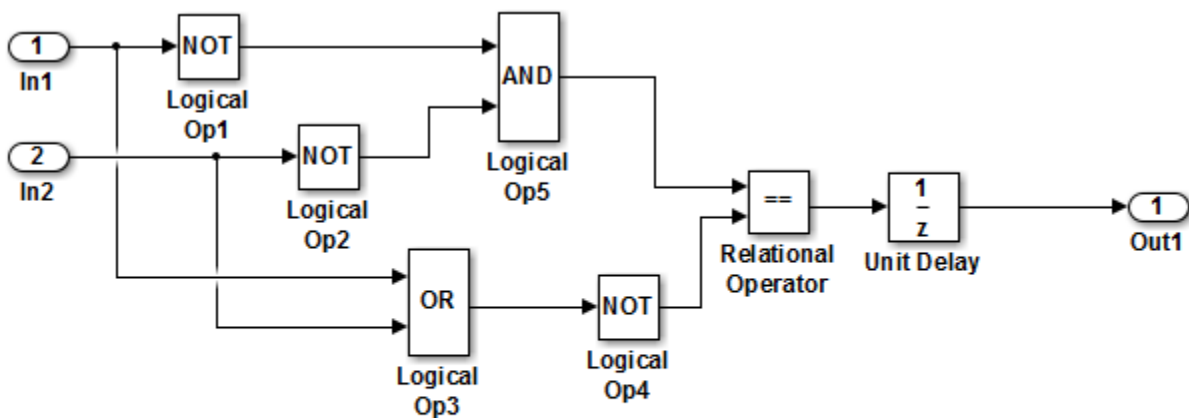 1
In1
NOT
Logical
Op1
AND
Logical
Op5
2
In2
NOT
Logical
Op2
==
Relational
Operator
1
z
Unit Delay
1
Out1
OR
Logical
Op3
NOT
Logical
Op4